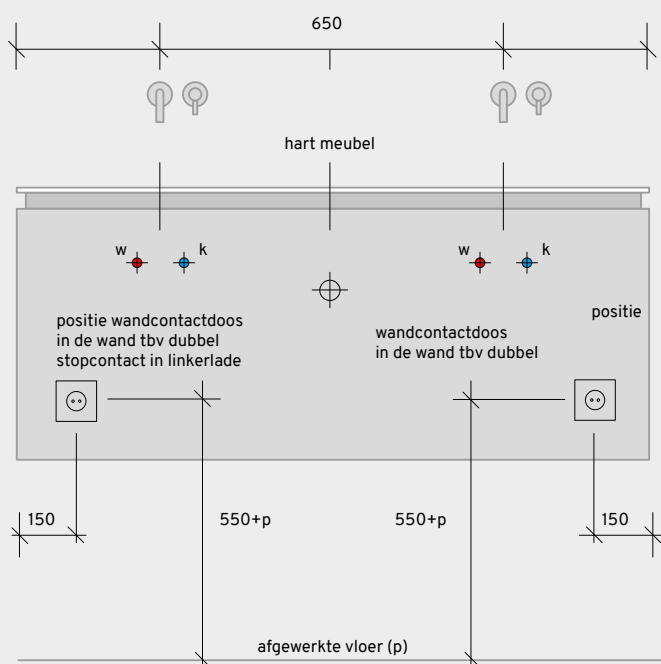 650
hart meubel
w
k
w
k
positie wandcontactdoos
in de wand tbv dubbel
stopcontact in linkerlade
wandcontactdoos
in de wand tbv dubbel
positie
150
550+p
550+p
150
afgewerkte vloer (p)